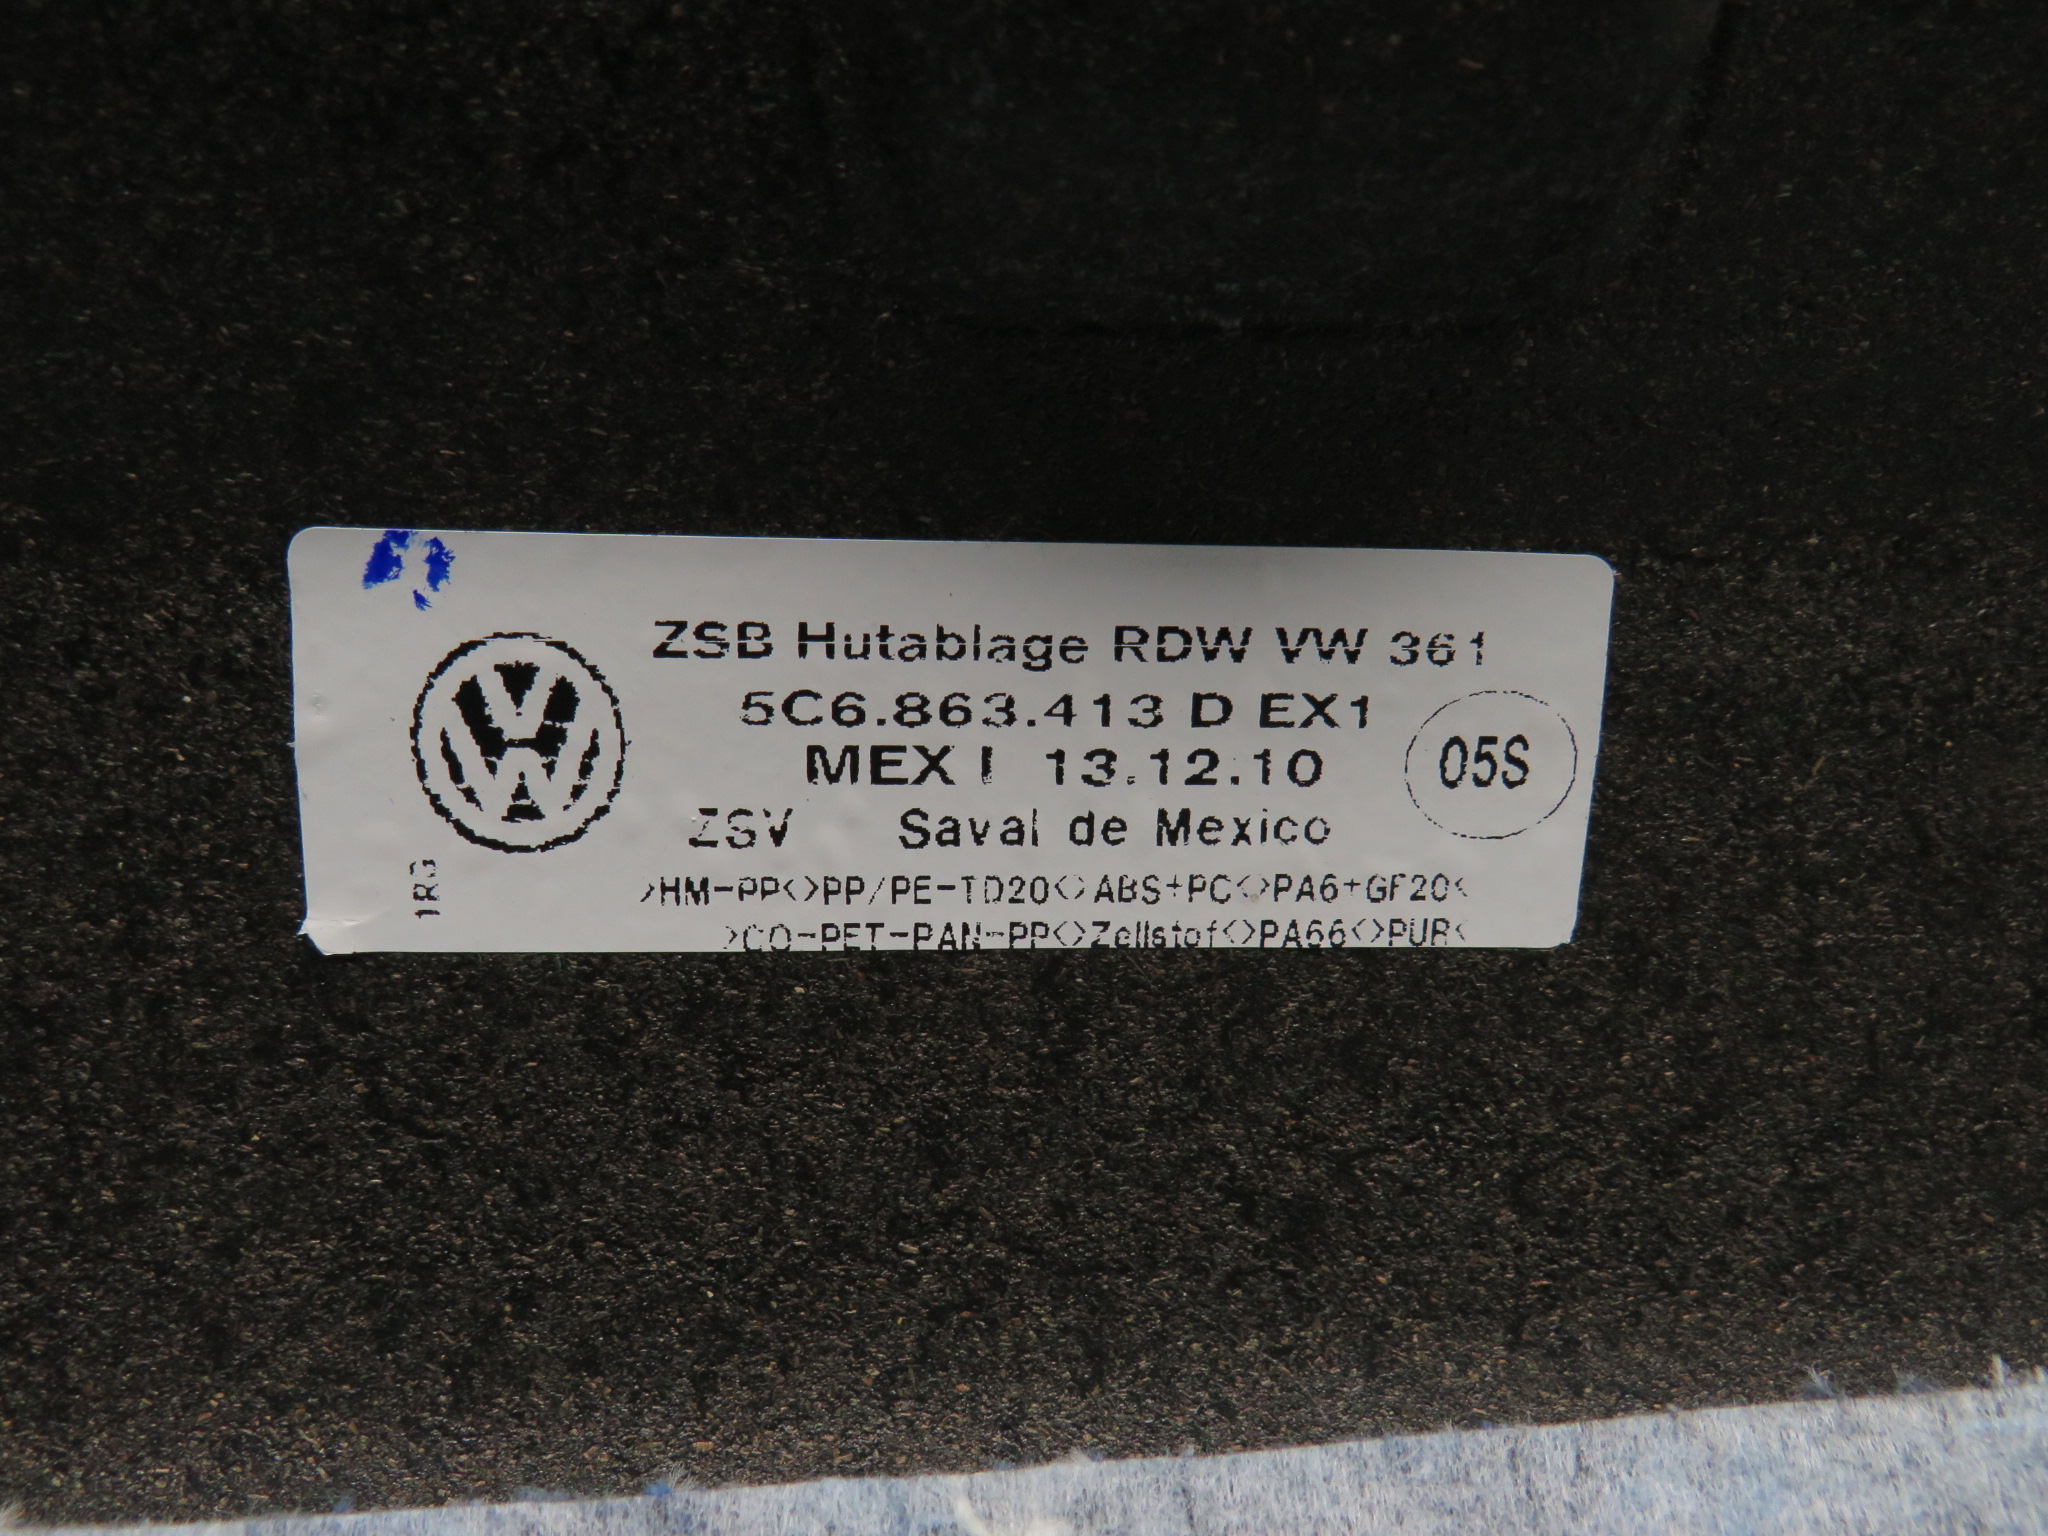 ZSB Hutablage RDW VW 361
5C6.863.413 D EX1
MEX I 13.12.10
05S
ZSV Saval de Mexico
1R3
>HM-PP<>PP/PE-TD20<>ABS+PC<>PA6+GF20<
>CO-PET-PAN-PP<>Zellstof<>PA66<>PUR<